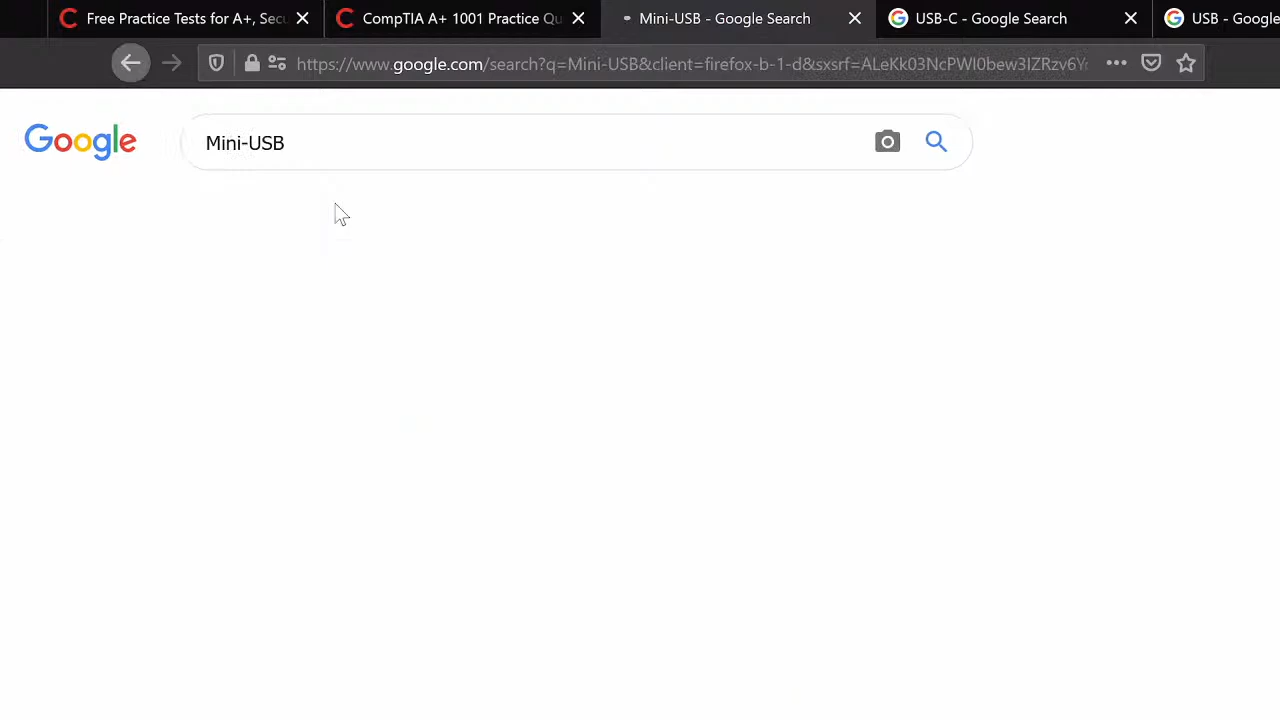 Free Practice Tests for A+, Secu
CompTIA A+ 1001 Practice Qu
Mini-USB - Google Search
USB-C - Google Search
USB - Google
https://www.google.com/search?q=Mini-USB&client=firefox-b-1-d&sxsrf=ALeKk03NcPWI0bew3IZRzv6Y
Google
Mini-USB